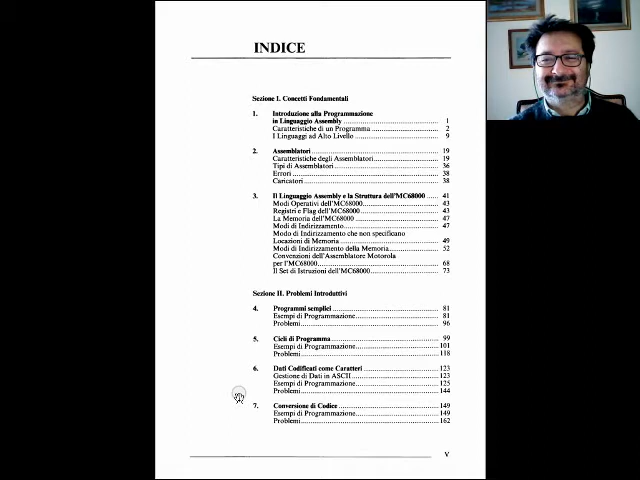 INDICE
Sezione I. Concetti Fondamentali
1. Introduzione alla Programmazione
in Linguaggio Assembly 1
Caratteristiche di un Programma 2
I Linguaggi ad Alto Livello 9
2. Assemblatori 19
Caratteristiche degli Assemblatori 19
Tipi di Assemblatori 36
Errori 38
Caricatori 38
3. Il Linguaggio Assembly e la Struttura dell'MC68000 41
Modi Operativi dell'MC68000 43
Registri e Flag dell'MC68000 43
La Memoria dell'MC68000 47
Modi di Indirizzamento 47
Modo di Indirizzamento che non specificano
Locazioni di Memoria 49
Modi di Indirizzamento della Memoria 52
Convenzioni dell'Assemblatore Motorola
per l'MC68000 68
Il Set di Istruzioni dell'MC68000 73
Sezione II. Problemi Introduttivi
4. Programmi semplici 81
Esempi di Programmazione 81
Problemi 96
5. Cicli di Programma 99
Esempi di Programmazione 101
Problemi 118
6. Dati Codificati come Caratteri 123
Gestione di Dati in ASCII 123
Esempi di Programmazione 125
Problemi 144
7. Conversione di Codice 149
Esempi di Programmazione 149
Problemi 162
V